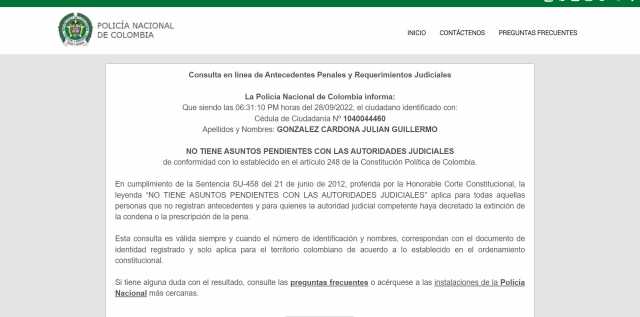 POLICÍA NACIONAL
DE COLOMBIA
INICIO CONTÁCTENOS PREGUNTAS FRECUENTES
Consulta en línea de Antecedentes Penales y Requerimientos Judiciales
La Policía Nacional de Colombia informa:
Que siendo las 06:31:10 PM horas del 28/09/2022, el ciudadano identificado con:
Cédula de Ciudadanía Nº 1040044460
Apellidos y Nombres: GONZALEZ CARDONA JULIAN GUILLERMO
NO TIENE ASUNTOS PENDIENTES CON LAS AUTORIDADES JUDICIALES
de conformidad con lo establecido en el artículo 248 de la Constitución Política de Colombia.
En cumplimiento de la Sentencia SU-458 del 21 de junio de 2012, proferida por la Honorable Corte Constitucional, la
leyenda "NO TIENE ASUNTOS PENDIENTES CON LAS AUTORIDADES JUDICIALES" aplica para todas aquellas
personas que no registran antecedentes y para quienes la autoridad judicial competente haya decretado la extinción de
la condena o la prescripción de la pena.
Esta consulta es válida siempre y cuando el número de identificación y nombres, correspondan con el documento de
identidad registrado y solo aplica para el territorio colombiano de acuerdo a lo establecido en el ordenamiento
constitucional.
Si tiene alguna duda con el resultado, consulte las preguntas frecuentes o acérquese a las instalaciones de la Policía
Nacional más cercanas.